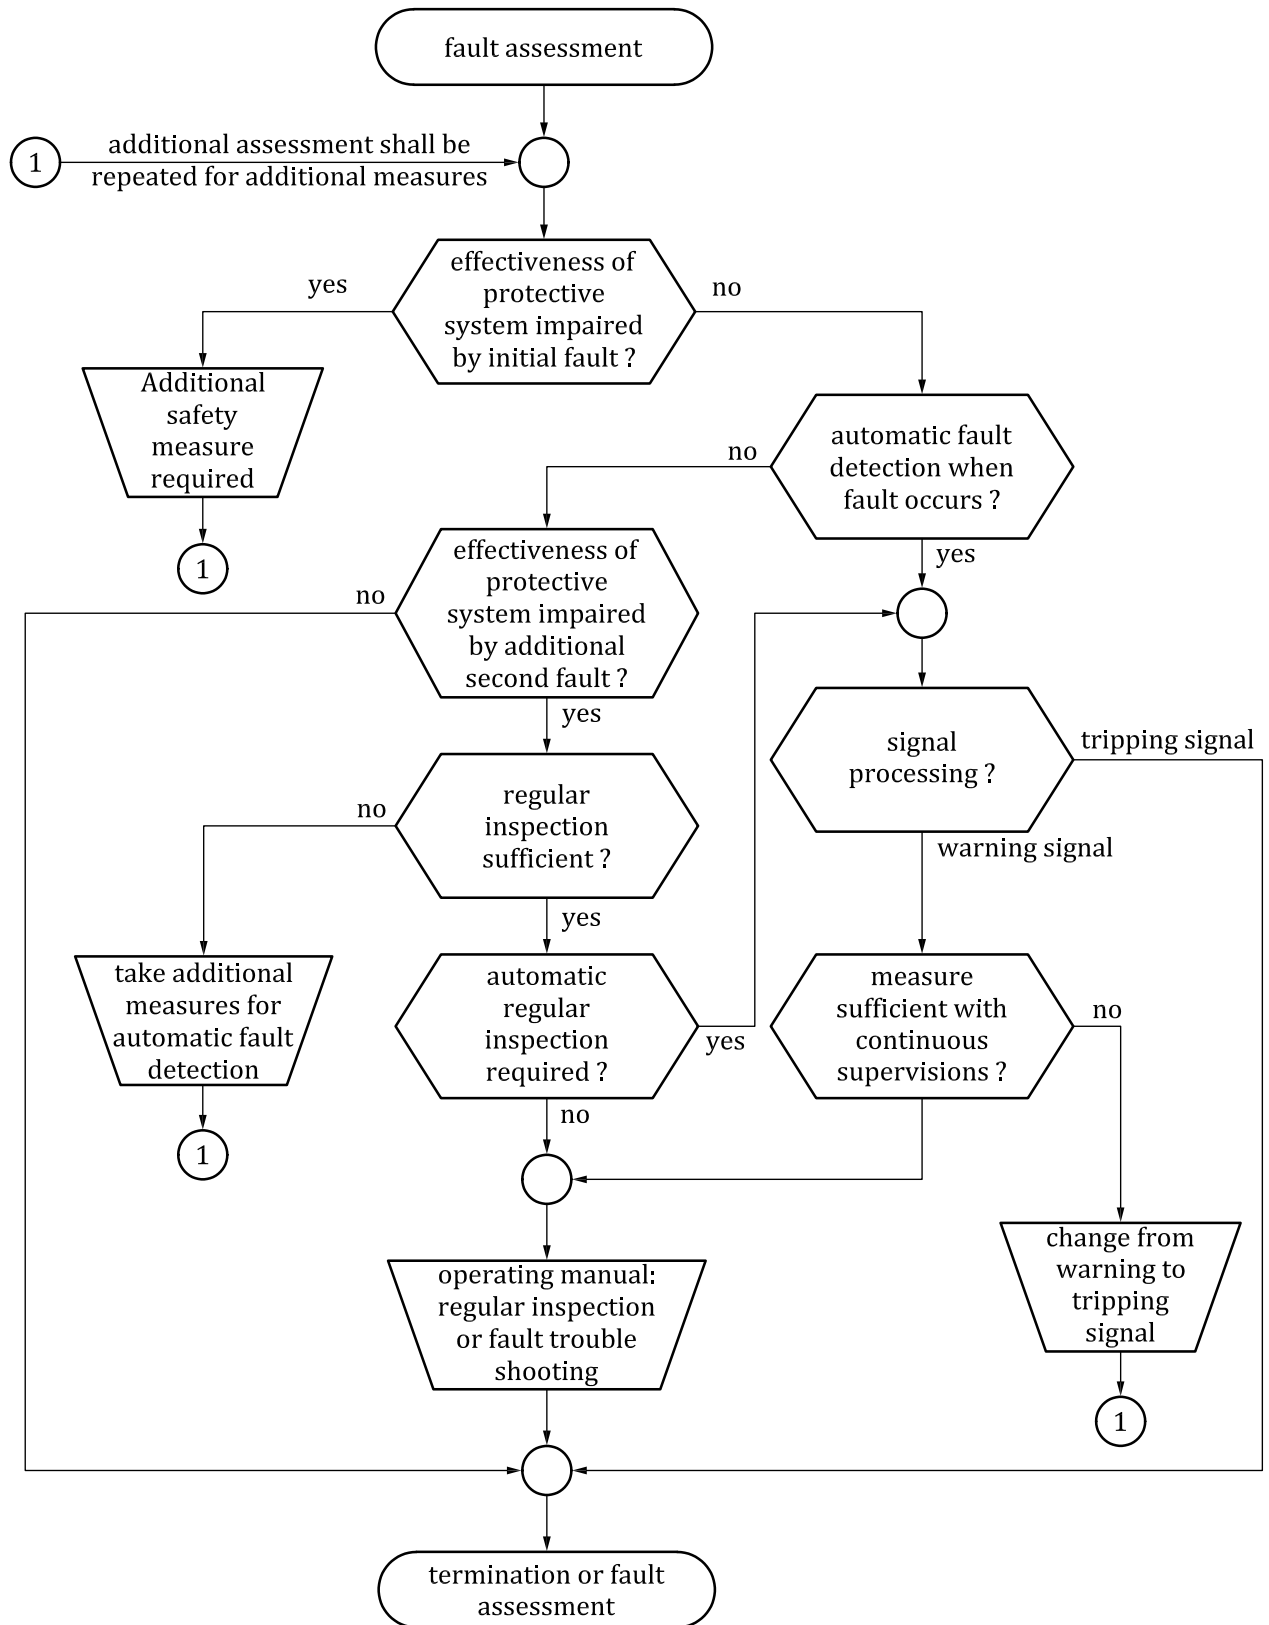 fault assessment
additional assessment shall be
1
repeated for additional measures
effectiveness of
protective
system impaired
by initial fault ?
yes
no
Additional
safety
measure
required
1
automatic fault
detection when
fault occurs ?
no
yes
effectiveness of
protective
system impaired
by additional
second fault ?
no
yes
signal
processing ?
tripping signal
warning signal
regular
inspection
sufficient ?
no
yes
take additional
measures for
automatic fault
detection
1
automatic
regular
inspection
required ?
yes
no
measure
sufficient with
continuous
supervisions ?
no
change from
warning to
tripping
signal
1
operating manual:
regular inspection
or fault trouble
shooting
termination or fault
assessment